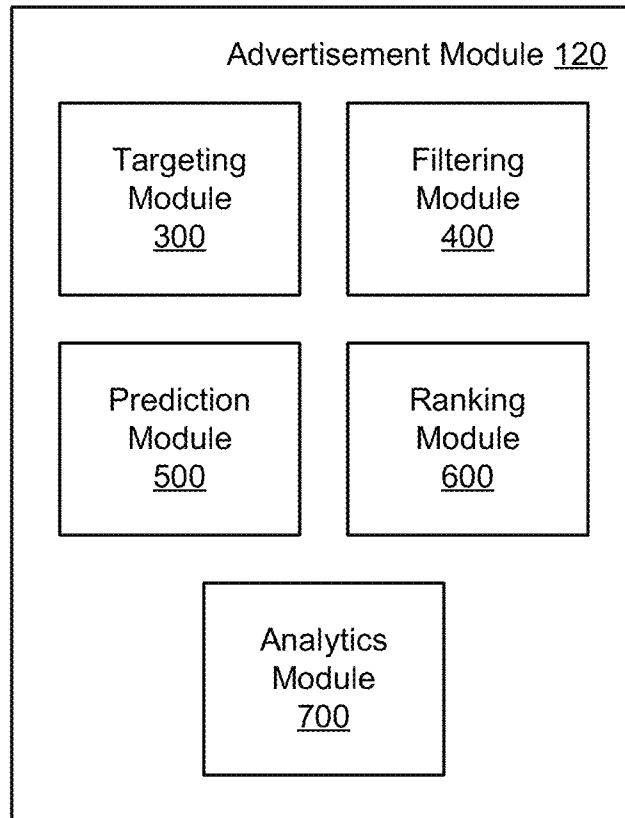 Advertisement Module 120
Targeting
Module
300
Filtering
Module
400
Prediction
Module
500
Ranking
Module
600
Analytics
Module
700